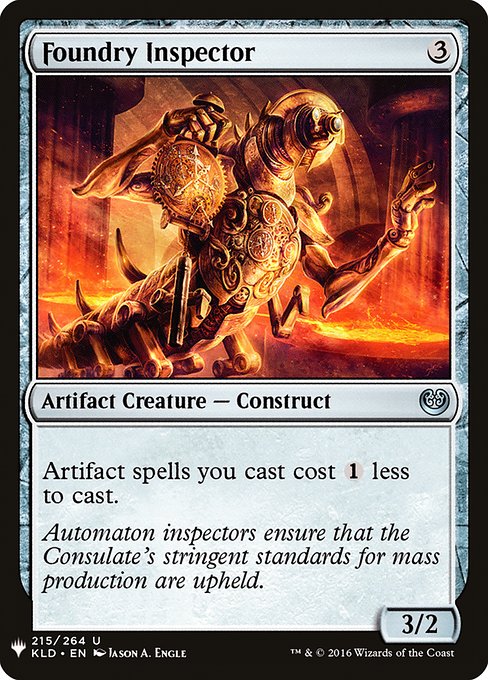 Foundry Inspector 3
Artifact Creature — Construct
Artifact spells you cast cost 1 less
to cast.
Automaton inspectors ensure that the
Consulate's stringent standards for mass
production are upheld.
3/2
215/264 U
KLD • EN Jason A. Engle
™ & © 2016 Wizards of the Coast